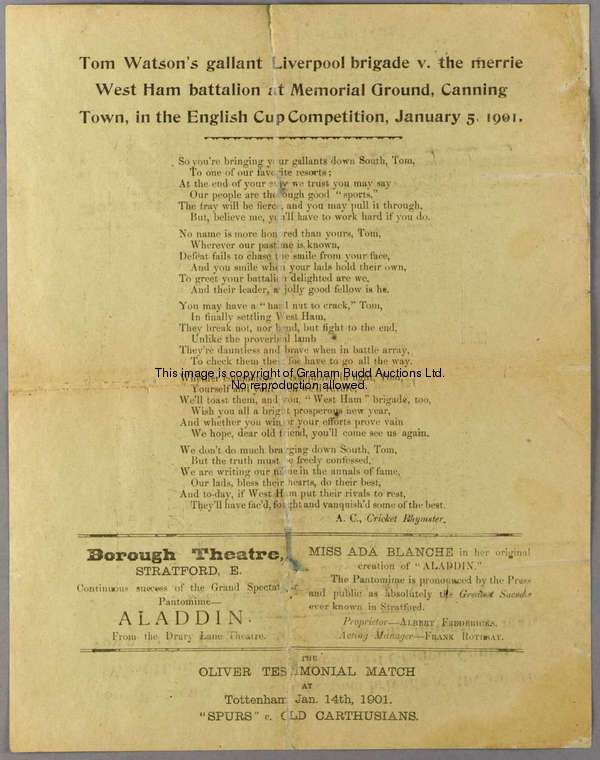 Tom Watson's gallant Liverpool brigade v. the merrie
West Ham battalion at Memorial Ground, Canning
Town, in the English Cup Competition, January 5, 1901.
So you're bringing your gallants down South, Tom,
To one of our favorite resorts;
At the end of your stay we trust you may say
Our people are thorough good "sports,"
The fray will be fierce, and you may pull it through,
But, believe me, you'll have to work hard if you do.
No name is more honored than yours, Tom,
Wherever our pastime is known,
Defeat fails to chase the smile from your face,
And you smile when your lads hold their own,
To greet your battalion delighted are we,
And their leader, a jolly good fellow is he.
You may have a "hard nut to crack," Tom,
In finally settling West Ham,
They break not, nor bend, but fight to the end,
Unlike the proverbial lamb
They're dauntless and brave when in battle array,
To check them the foe have to go all the way.
This image is copyright of Graham Budd Auctions Ltd.
No reproduction allowed.
Whether
Tom,
Yourself
We'll toast them, and you, "West Ham" brigade, too,
Wish you all a bright prosperous new year,
And whether you win or your efforts prove vain
We hope, dear old friend, you'll come see us again.
We don't do much bragging down South, Tom,
But the truth must be freely confessed,
We are writing our name in the annals of fame,
Our lads, bless their hearts, do their best,
And to-day, if West Ham put their rivals to rest,
They'll have fac'd, fought and vanquish'd some of the best.
A. C., Cricket Rhymster.
Borough Theatre,
STRATFORD, E.
Continuous success of the Grand Spectacular
Pantomime—
ALADDIN.
From the Drury Lane Theatre.
MISS ADA BLANCHE in her original
creation of "ALADDIN."
The Pantomime is pronounced by the Press
and public as absolutely the Greatest Success
ever known in Stratford.
Proprietor—ALBERT FREDERICKS.
Acting Manager—FRANK ROTHSAY.
THE
OLIVER TESTIMONIAL MATCH
AT
Tottenham Jan. 14th, 1901.
"SPURS" v. OLD CARTHUSIANS.